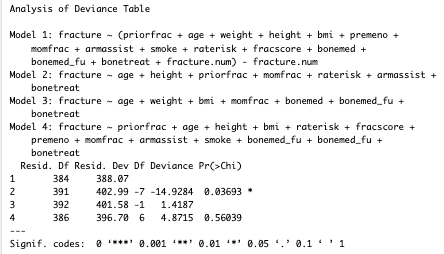 Analysis of Deviance Table
Model 1: fracture ~ (priorfrac + age + weight + height + bmi + premeno +
momfrac + armassist + smoke + raterisk + fracscore + bonemed +
bonemed_fu + bonetreat + fracture.num) - fracture.num
Model 2: fracture ~ age + height + priorfrac + momfrac + raterisk + armassist +
bonetreat
Model 3: fracture ~ age + weight + bmi + momfrac + bonemed + bonemed_fu +
bonetreat
Model 4: fracture ~ priorfrac + age + height + bmi + raterisk + fracscore +
premeno + momfrac + armassist + smoke + bonemed_fu + bonemed_fu +
bonetreat
Resid. Df Resid. Dev Df Deviance Pr(>Chi)
1 384 388.07
2 391 402.99 -7 -14.9284 0.03693 *
3 392 401.58 -1 1.4187
4 386 396.70 6 4.8715 0.56039
---
Signif. codes: 0 ‘***’ 0.001 ‘**’ 0.01 ‘*’ 0.05 ‘.’ 0.1 ‘ ’ 1